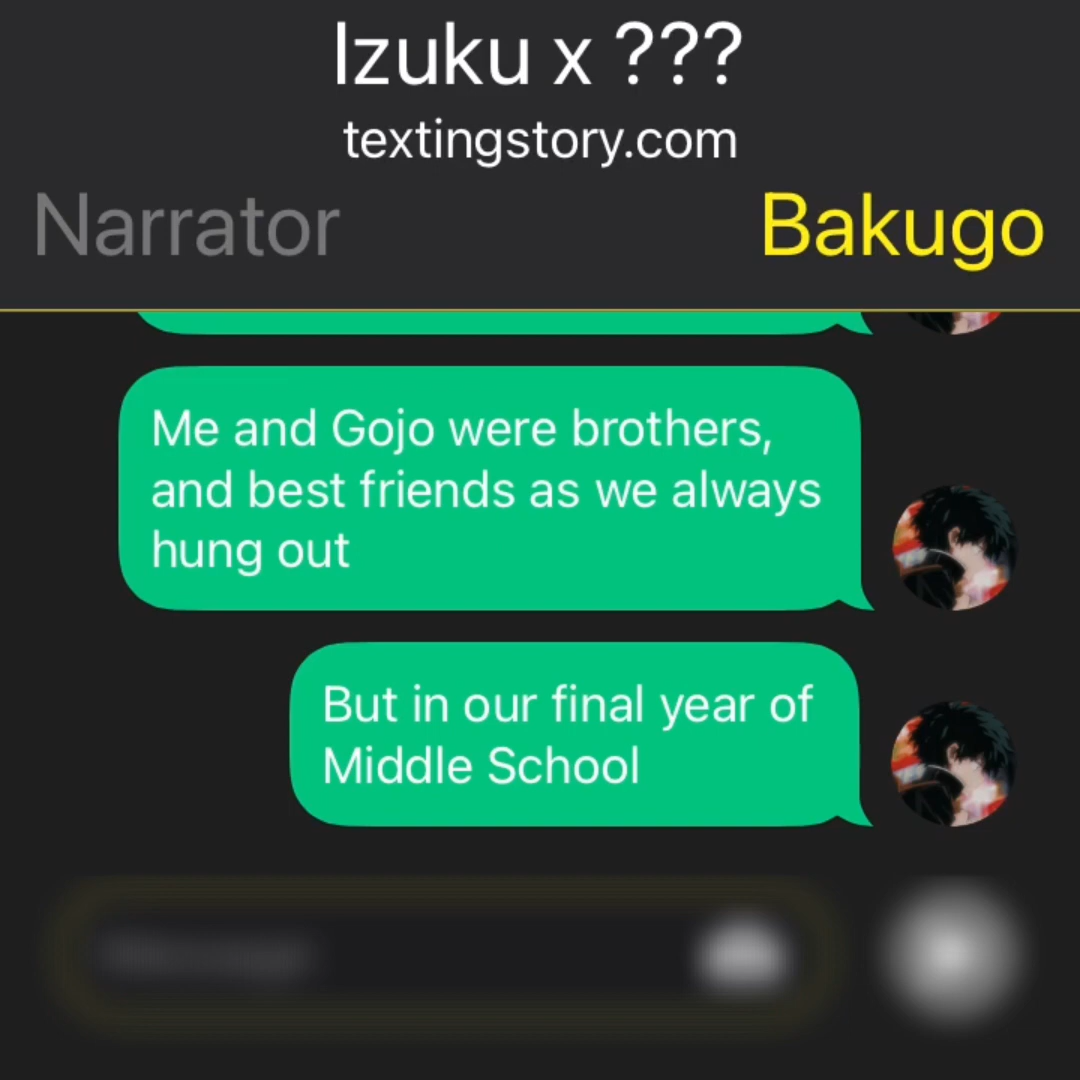 Izuku x ???
textingstory.com
Narrator
Bakugo
Me and Gojo were brothers,
and best friends as we always
hung out
But in our final year of
Middle School